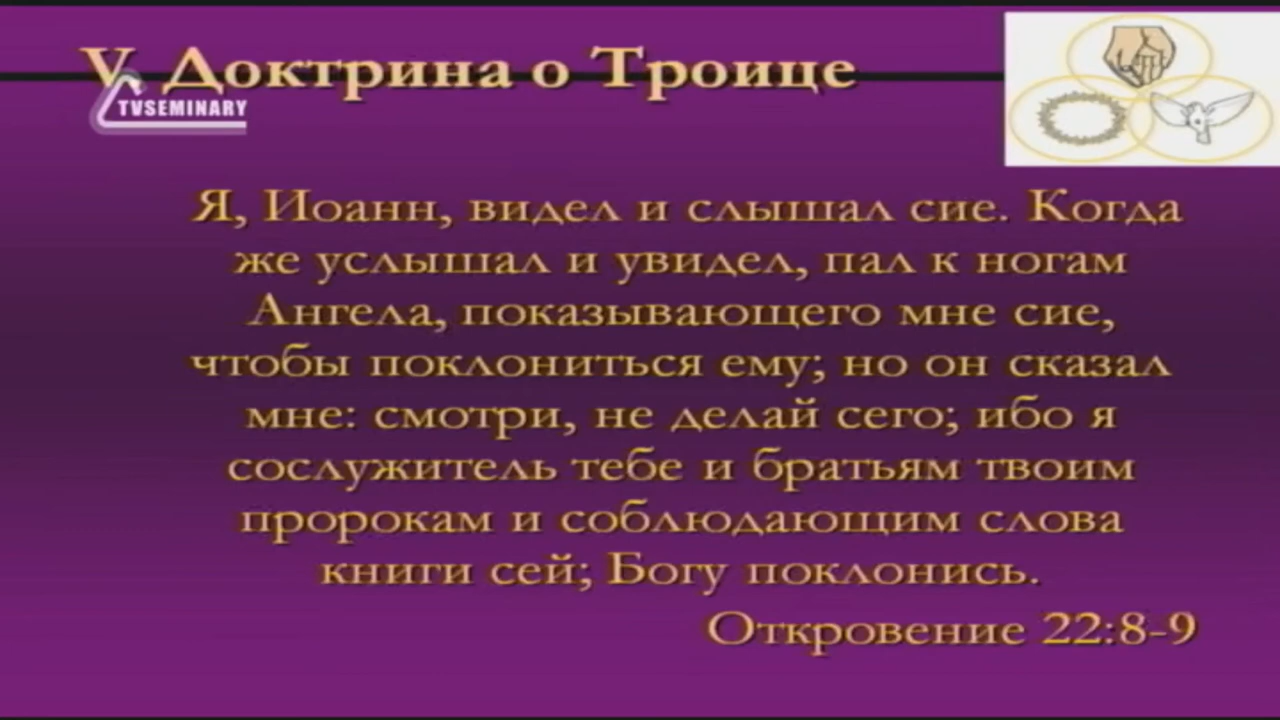 V. Доктрина о Троице
TVSEMINARY
Я, Иоанн, видел и слышал сие. Когда
же услышал и увидел, пал к ногам
Ангела, показывающего мне сие,
чтобы поклониться ему; но он сказал
мне: смотри, не делай сего; ибо я
сослужитель тебе и братьям твоим
пророкам и соблюдающим слова
книги сей; Богу поклонись.
Откровение 22:8-9